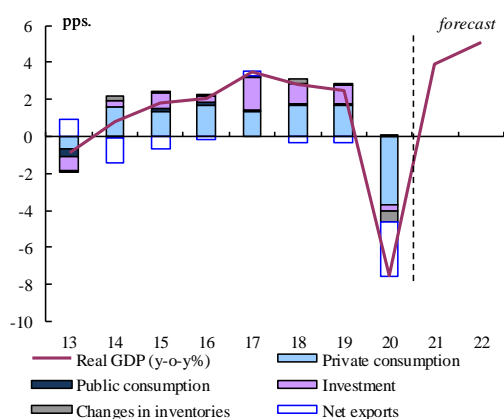 pps.
forecast
6
4
2
0
-2
-4
-6
-8
-10
13 14 15 16 17 18 19 20 21 22
Real GDP (y-o-y%) Private consumption
Public consumption Investment
Changes in inventories Net exports